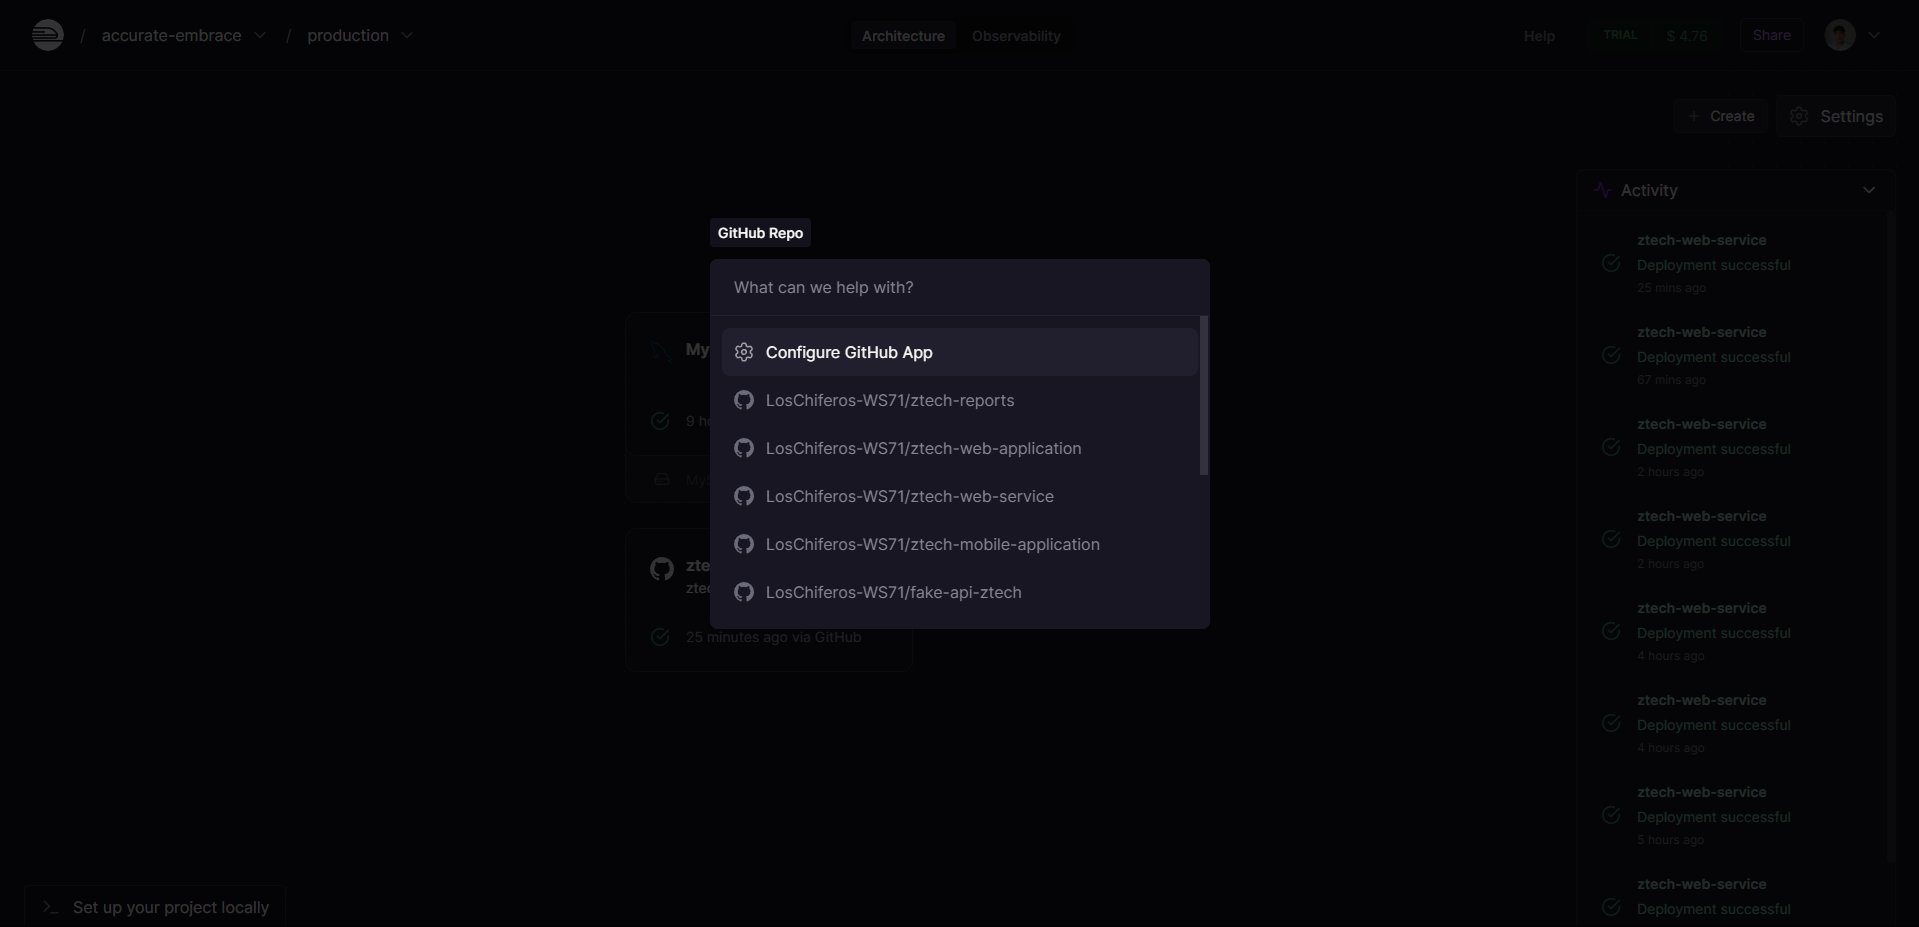 / accurate-embrace / production
Architecture Observability
Help TRIAL $ 4.76 Share
+ Create Settings
GitHub Repo
What can we help with?
Configure GitHub App
LosChiferos-WS71/ztech-reports
LosChiferos-WS71/ztech-web-application
LosChiferos-WS71/ztech-web-service
LosChiferos-WS71/ztech-mobile-application
LosChiferos-WS71/fake-api-ztech
My
9 ho
MyS
zte
ztec
25 minutes ago via GitHub
Activity
ztech-web-service
Deployment successful
25 mins ago
ztech-web-service
Deployment successful
67 mins ago
ztech-web-service
Deployment successful
2 hours ago
ztech-web-service
Deployment successful
2 hours ago
ztech-web-service
Deployment successful
4 hours ago
ztech-web-service
Deployment successful
4 hours ago
ztech-web-service
Deployment successful
5 hours ago
ztech-web-service
Deployment successful
Set up your project locally